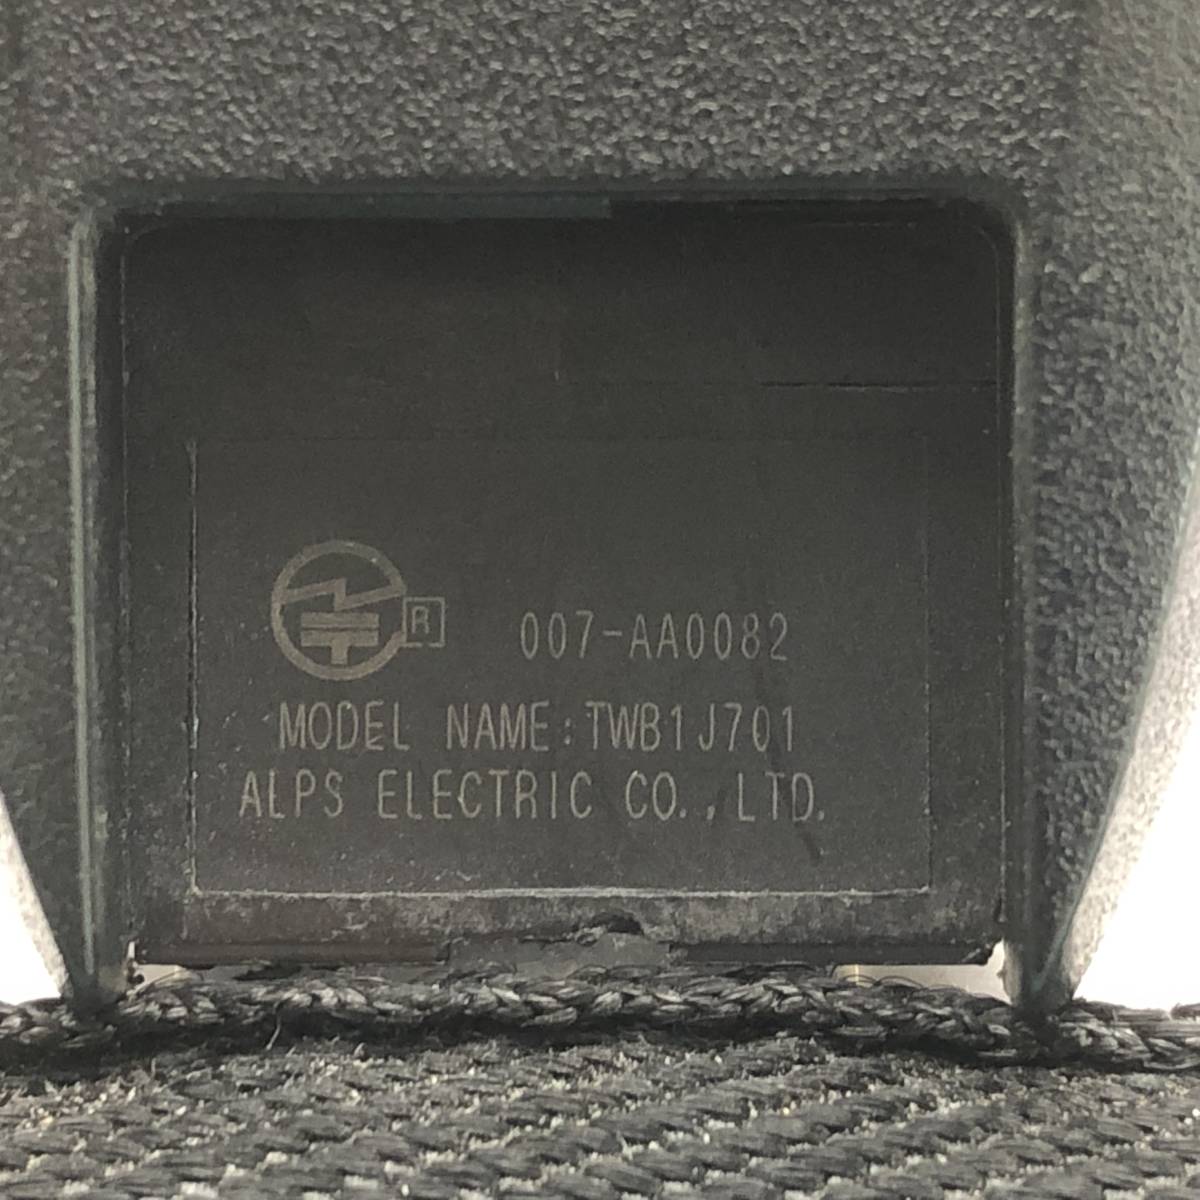 R 007-AA0082
MODEL NAME:TWB1J701
ALPS ELECTRIC CO.,LTD.